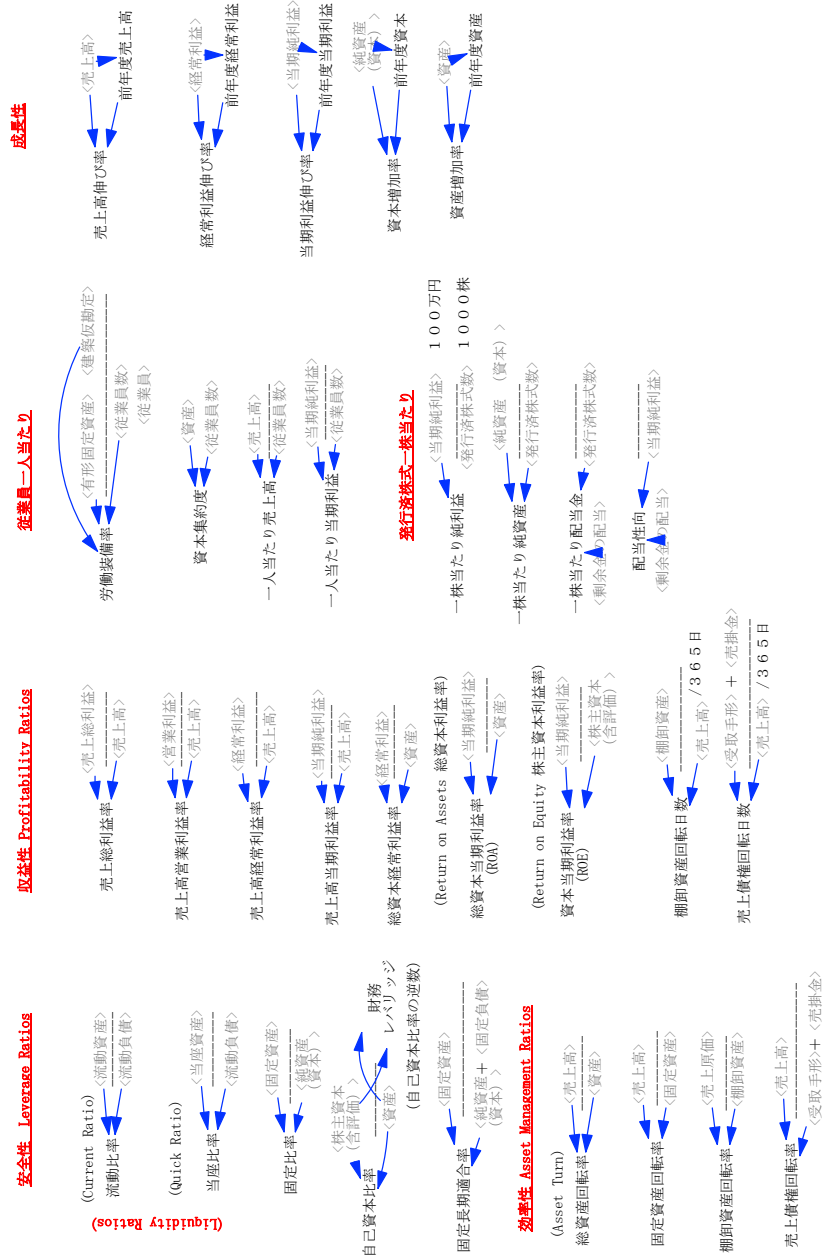 安全性　Leverage Ratios
(Current Ratio)
流動比率
<流動資産>
<流動負債>
(Liquidity Ratios)
(Quick Ratio)
当座比率
<当座資産>
<流動負債>
固定比率
<固定資産>
<純資産
(資本)>
自己資本比率
<株主資本
(含評価)>
<資産>
財務
レバリッジ
(自己資本比率の逆数)
固定長期適合率
<固定資産>
<純資産＋<固定負債>
(資本)>
効率性 Asset Management Ratios
(Asset Turn)
総資産回転率
<売上高>
<資産>
固定資産回転率
<売上高>
<固定資産>
棚卸資産回転率
<売上原価>
<棚卸資産>
売上債権回転率
<売上高>
<受取手形>＋<売掛金>
収益性 Profitability Ratios
売上総利益率
<売上総利益>
<売上高>
売上高営業利益率
<営業利益>
<売上高>
売上高経常利益率
<経常利益>
<売上高>
売上高当期利益率
<当期純利益>
<売上高>
総資本経常利益率
<経常利益>
<資産>
(Return on Assets 総資本利益率)
総資本当期利益率
(ROA)
<当期純利益>
<資産>
(Return on Equity 株主資本利益率)
資本当期利益率
(ROE)
<当期純利益>
<株主資本
(含評価)>
棚卸資産回転日数
<棚卸資産>
<売上高>/３６５日
売上債権回転日数
<受取手形>＋<売掛金>
<売上高>/３６５日
従業員一人当たり
労働装備率
<有形固定資産>　<建築仮勘定>
<従業員数>
<従業員>
資本集約度
<資産>
<従業員数>
一人当たり売上高
<売上高>
<従業員数>
一人当たり当期利益
<当期純利益>
<従業員数>
発行済株式一株当たり
一株当たり純利益
<当期純利益>　１００万円
<発行済株式数>　１０００株
一株当たり純資産
<純資産　(資本)>
<発行済株式数>
一株当たり配当金
<剰余金の配当>
<発行済株式数>
配当性向
<剰余金の配当>
<当期純利益>
成長性
売上高伸び率
<売上高>
前年度売上高
経常利益伸び率
<経常利益>
前年度経常利益
当期利益伸び率
<当期純利益>
前年度当期利益
資本増加率
<純資産
(資本)>
前年度資本
資産増加率
<資産>
前年度資産